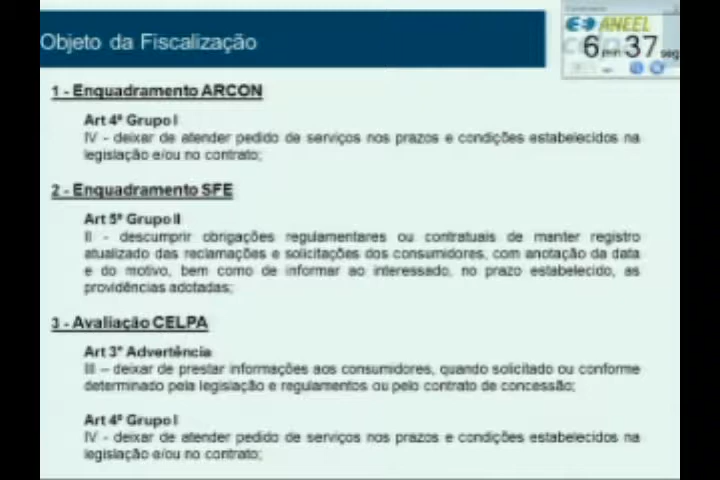 Objeto da Fiscalização
ANEEL
6 min 37 seg
1 - Enquadramento ARCON
Art 4º Grupo I
IV - deixar de atender pedido de serviços nos prazos e condições estabelecidos na
legislação e/ou no contrato;
2 - Enquadramento SFE
Art 5º Grupo II
II - descumprir obrigações regulamentares ou contratuais de manter registro
atualizado das reclamações e solicitações dos consumidores, com anotação da data
e do motivo, bem como de informar ao interessado, no prazo estabelecido, as
providências adotadas;
3 - Avaliação CELPA
Art 3º Advertência
III – deixar de prestar informações aos consumidores, quando solicitado ou conforme
determinado pela legislação e regulamentos ou pelo contrato de concessão;
Art 4º Grupo I
IV - deixar de atender pedido de serviços nos prazos e condições estabelecidos na
legislação e/ou no contrato;